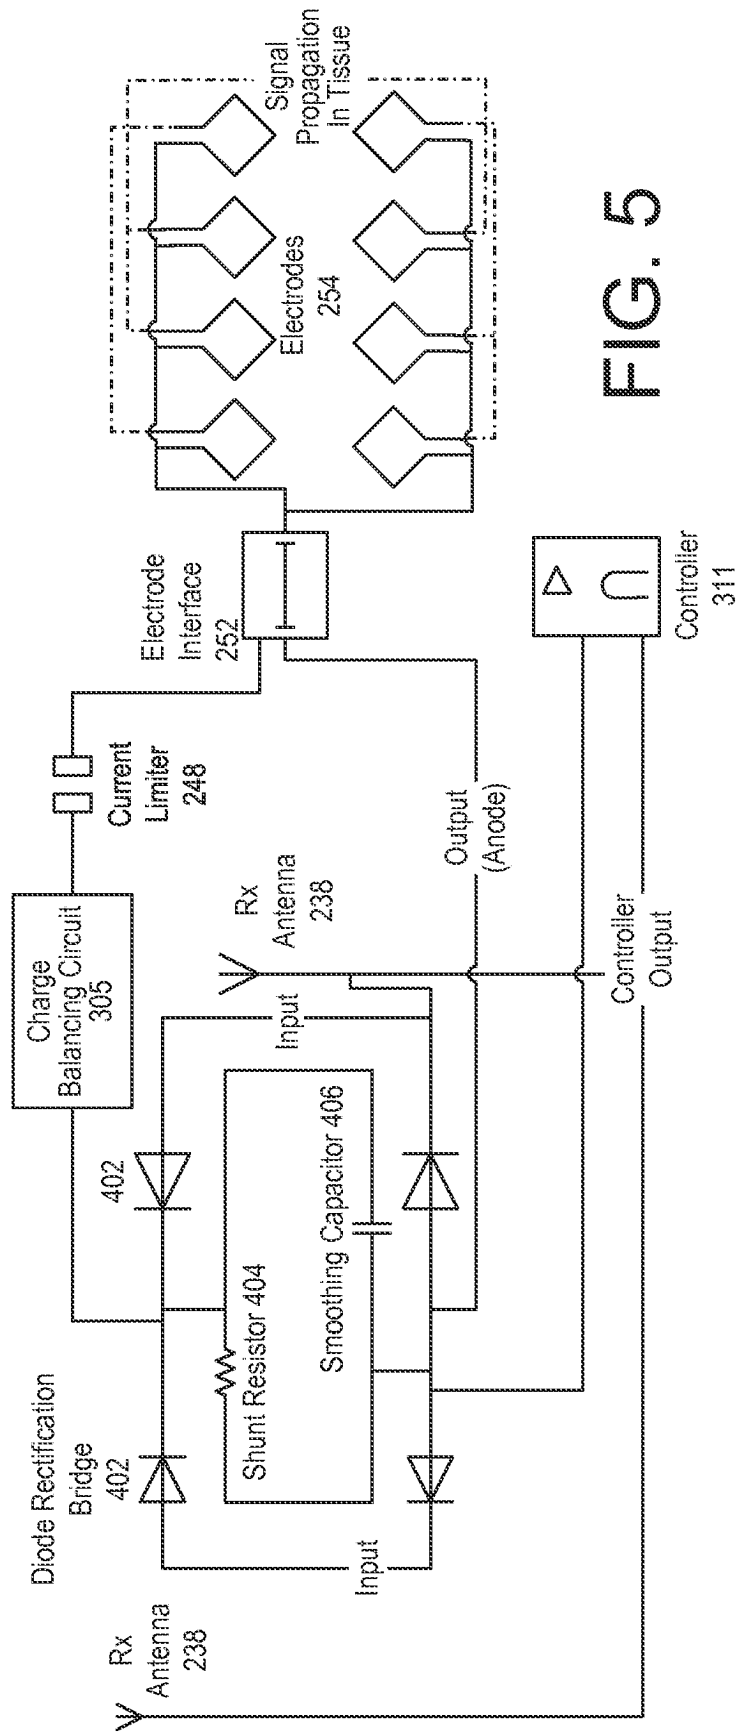 Rx
Antenna
238
Diode Rectification
Bridge
402
402
Shunt Resistor 404
Smoothing Capacitor 406
Input
Input
Charge
Balancing Circuit
305
Rx
Antenna
238
Current
Limiter
248
Output
(Anode)
Controller
Output
Electrode
Interface
252
Controller
311
Electrodes
254
Signal
Propagation
In Tissue
FIG. 5